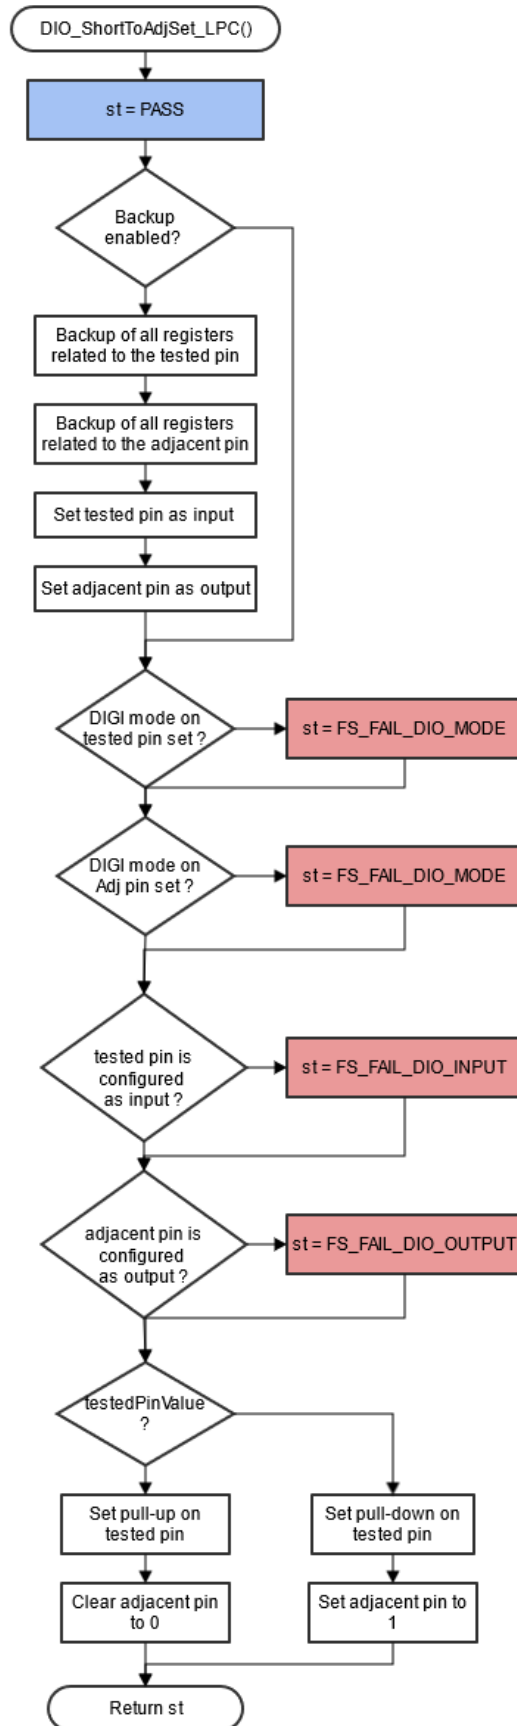 DIO_ShortToAdjSet_LPC()
st = PASS
Backup
enabled?
Backup of all registers
related to the tested pin
Backup of all registers
related to the adjacent pin
Set tested pin as input
Set adjacent pin as output
DIGI mode on
tested pin set ?
st = FS_FAIL_DIO_MODE
DIGI mode on
Adj pin set ?
st = FS_FAIL_DIO_MODE
tested pin is
configured
as input ?
st = FS_FAIL_DIO_INPUT
adjacent pin is
configured
as output ?
st = FS_FAIL_DIO_OUTPUT
testedPinValue
?
Set pull-up on
tested pin
Set pull-down on
tested pin
Clear adjacent pin
to 0
Set adjacent pin to
1
Return st